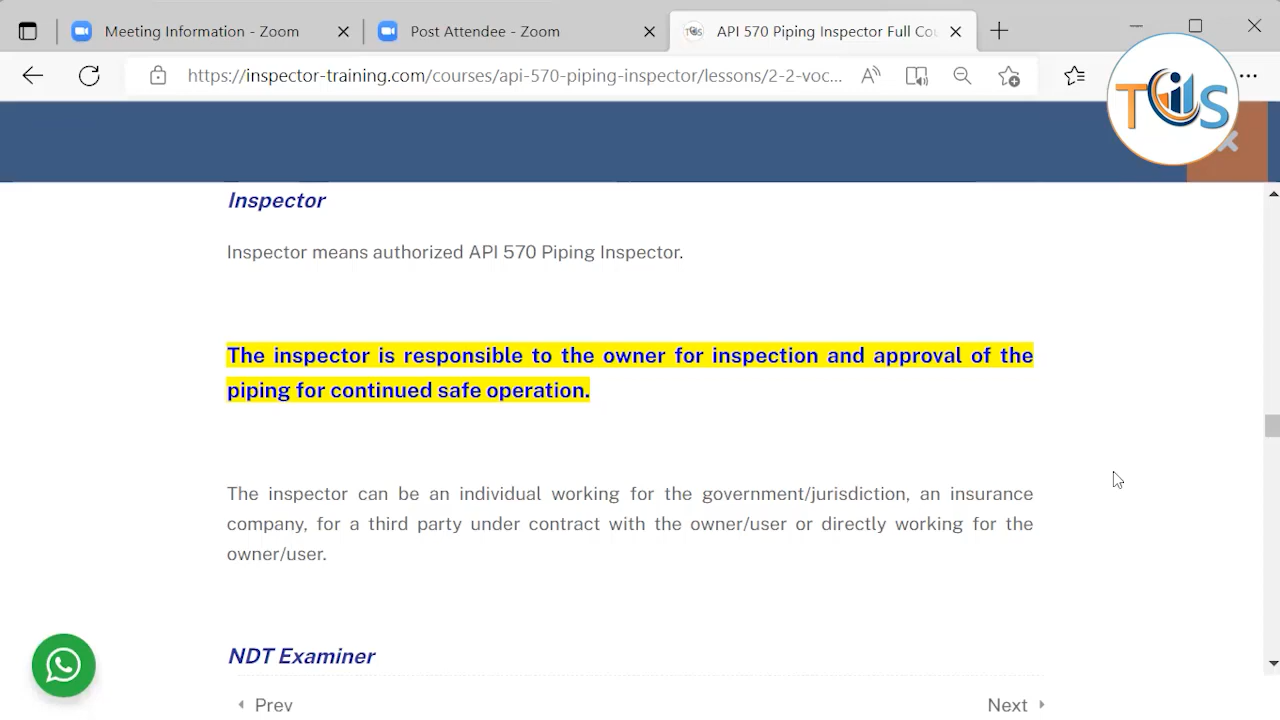 Meeting Information - Zoom
Post Attendee - Zoom
API 570 Piping Inspector Full Cou
https://inspector-training.com/courses/api-570-piping-inspector/lessons/2-2-voc...
TIS
Inspector
Inspector means authorized API 570 Piping Inspector.
The inspector is responsible to the owner for inspection and approval of the
piping for continued safe operation.
The inspector can be an individual working for the government/jurisdiction, an insurance
company, for a third party under contract with the owner/user or directly working for the
owner/user.
NDT Examiner
Prev
Next